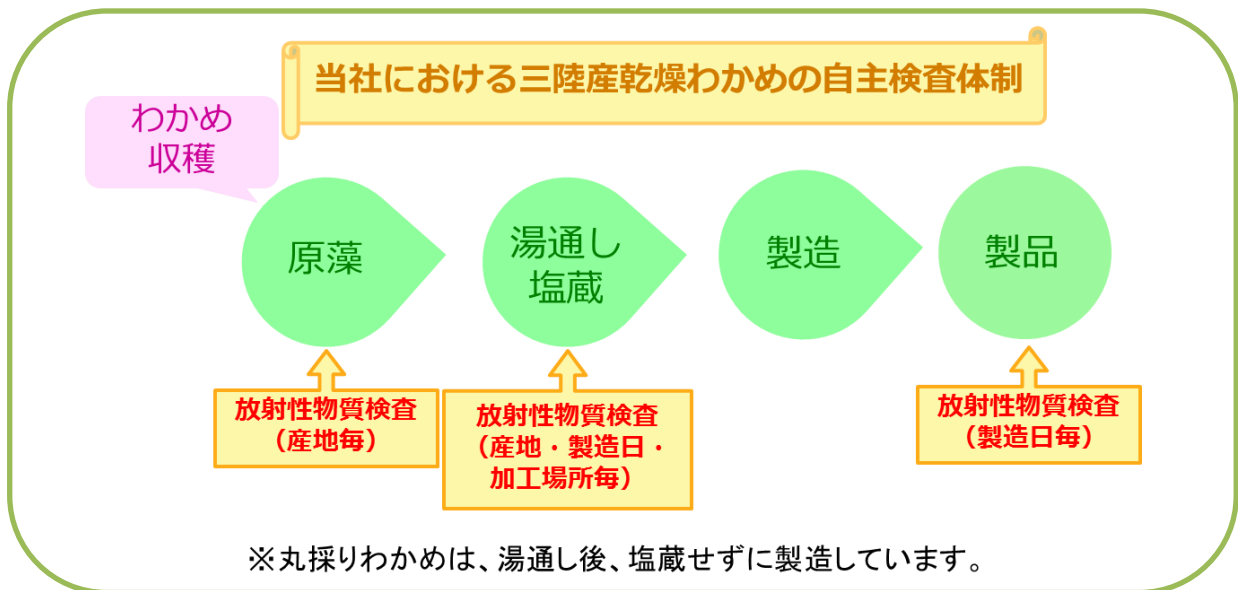 当社における三陸産乾燥わかめの自主検査体制
わかめ
収穫
原藻
湯通し
塩蔵
製造
製品
放射性物質検査
（産地毎）
放射性物質検査
（産地・製造日・
加工場所毎）
放射性物質検査
（製造日毎）
※丸採りわかめは、湯通し後、塩蔵せずに製造しています。